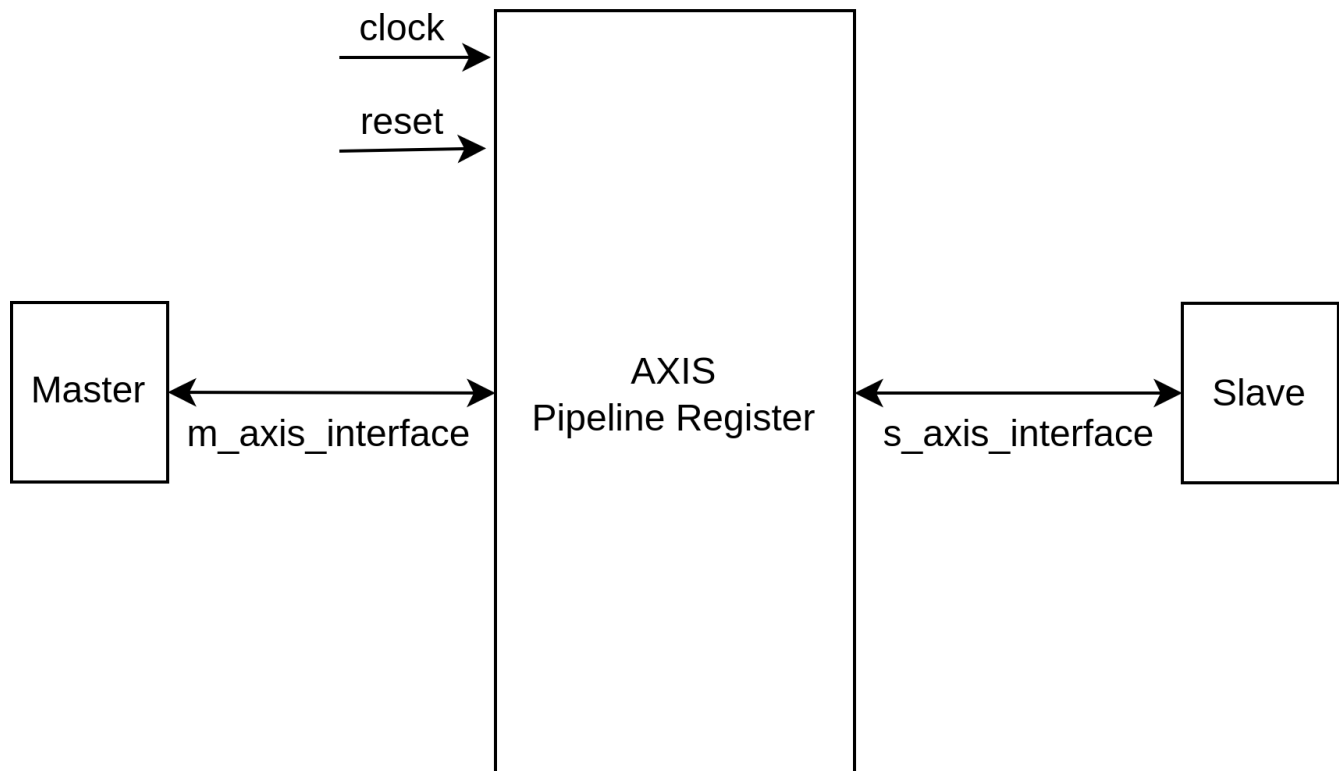 clock
reset
Master
m_axis_interface
AXIS
Pipeline Register
s_axis_interface
Slave